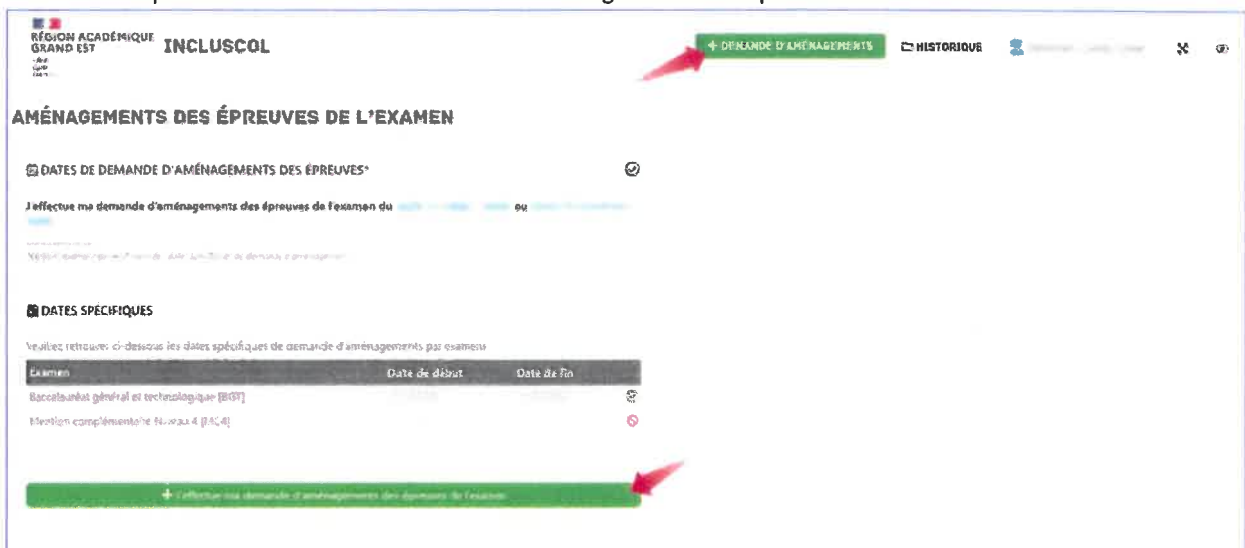 RÉGION ACADÉMIQUE
GRAND EST
INCLUSCOL
+ DEMANDE D'AMÉNAGEMENTS
HISTORIQUE
AMÉNAGEMENTS DES ÉPREUVES DE L'EXAMEN
DATES DE DEMANDE D'AMÉNAGEMENTS DES ÉPREUVES*
J'effectue ma demande d'aménagements des épreuves de l'examen du
au
DATES SPÉCIFIQUES
Veuillez retrouver ci-dessous les dates spécifiques de demande d'aménagements par examens
Examen Date de début Date de fin
Baccalauréat général et technologique [BGT]
Mention complémentaire Niveau 4 [MC4]
+ J'effectue ma demande d'aménagements des épreuves de l'examen